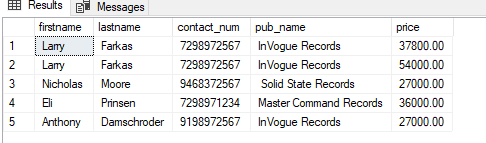 Results Messages
firstname lastname contact_num pub_name price
1 Larry Farkas 7298972567 InVogue Records 37800.00
2 Larry Farkas 7298972567 InVogue Records 54000.00
3 Nicholas Moore 9468372567 Solid State Records 27000.00
4 Eli Prinsen 7298971234 Master Command Records 36000.00
5 Anthony Damschroder 9198972567 InVogue Records 27000.00